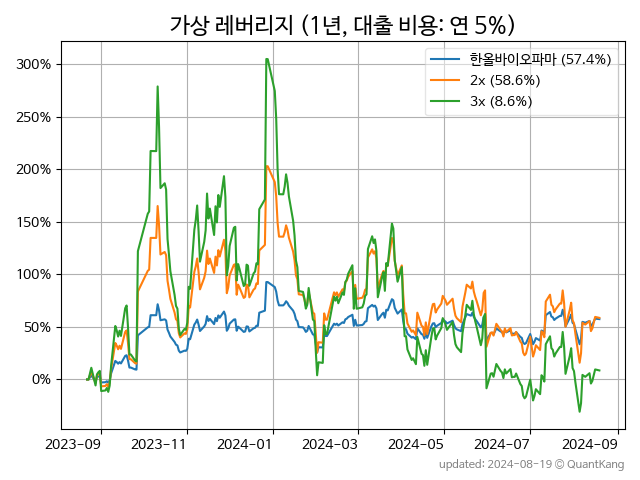 가상 레버리지 (1년, 대출 비용: 연 5%)
한올바이오파마 (57.4%)
2x (58.6%)
3x (8.6%)
300%
250%
200%
150%
100%
50%
0%
2023-09
2023-11
2024-01
2024-03
2024-05
2024-07
2024-09
updated: 2024-08-19 © QuantKang